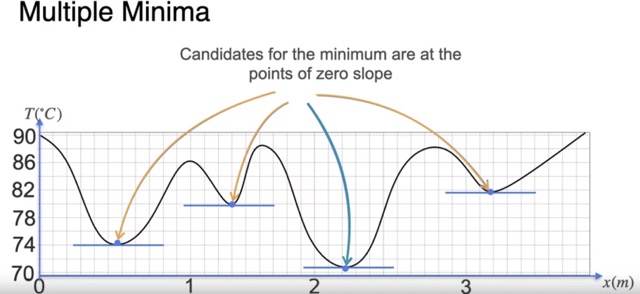 Multiple Minima
Candidates for the minimum are at the
points of zero slope
T(°C)
90
86
82
78
74
70
0 1 2 3 x(m)